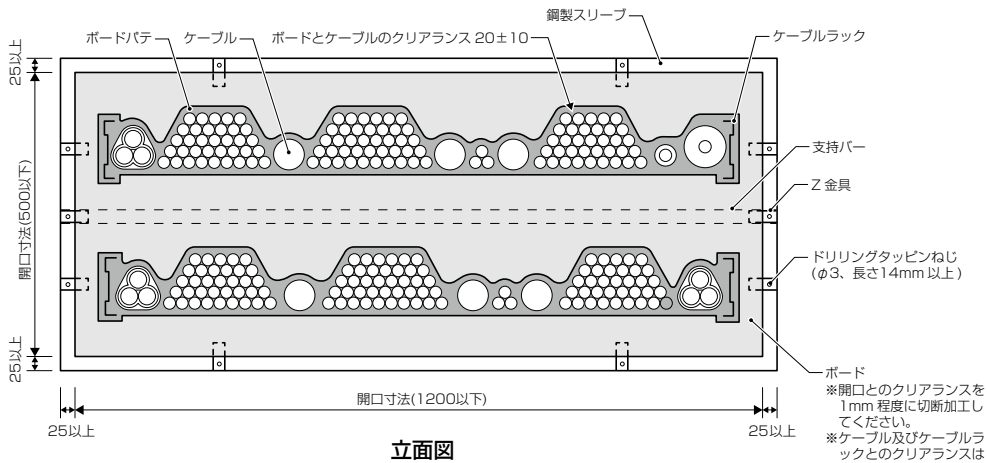 鋼製スリーブ
ボードパテ
ケーブル
ボードとケーブルのクリアランス 20±10
ケーブルラック
25以上
開口寸法(500以下)
25以上
支持バー
Z 金具
ドリリングタッピンねじ
(φ3、長さ14mm 以上)
ボード
※開口とのクリアランスを
1mm 程度に切断加工し
てください。
※ケーブル及びケーブルラ
ックとのクリアランスは
開口寸法(1200以下)
25以上
25以上
立面図